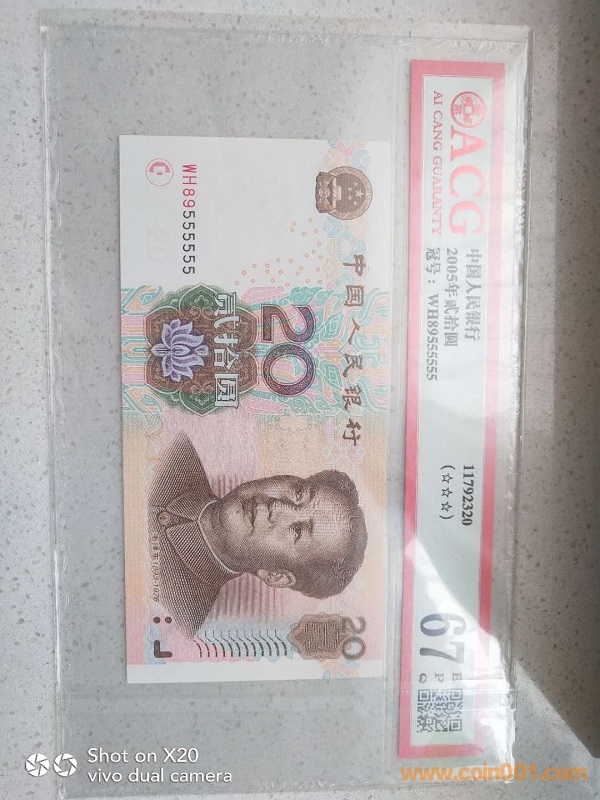 ACG
AI CANG GUARANTY
中国人民银行
2005年贰拾圆
冠号：WH89555555
11792320
(☆☆☆)
67
E
P
Q
WH89555555
中国人民银行
20
贰拾圆
20
Shot on X20
vivo dual camera
www.coin001.com